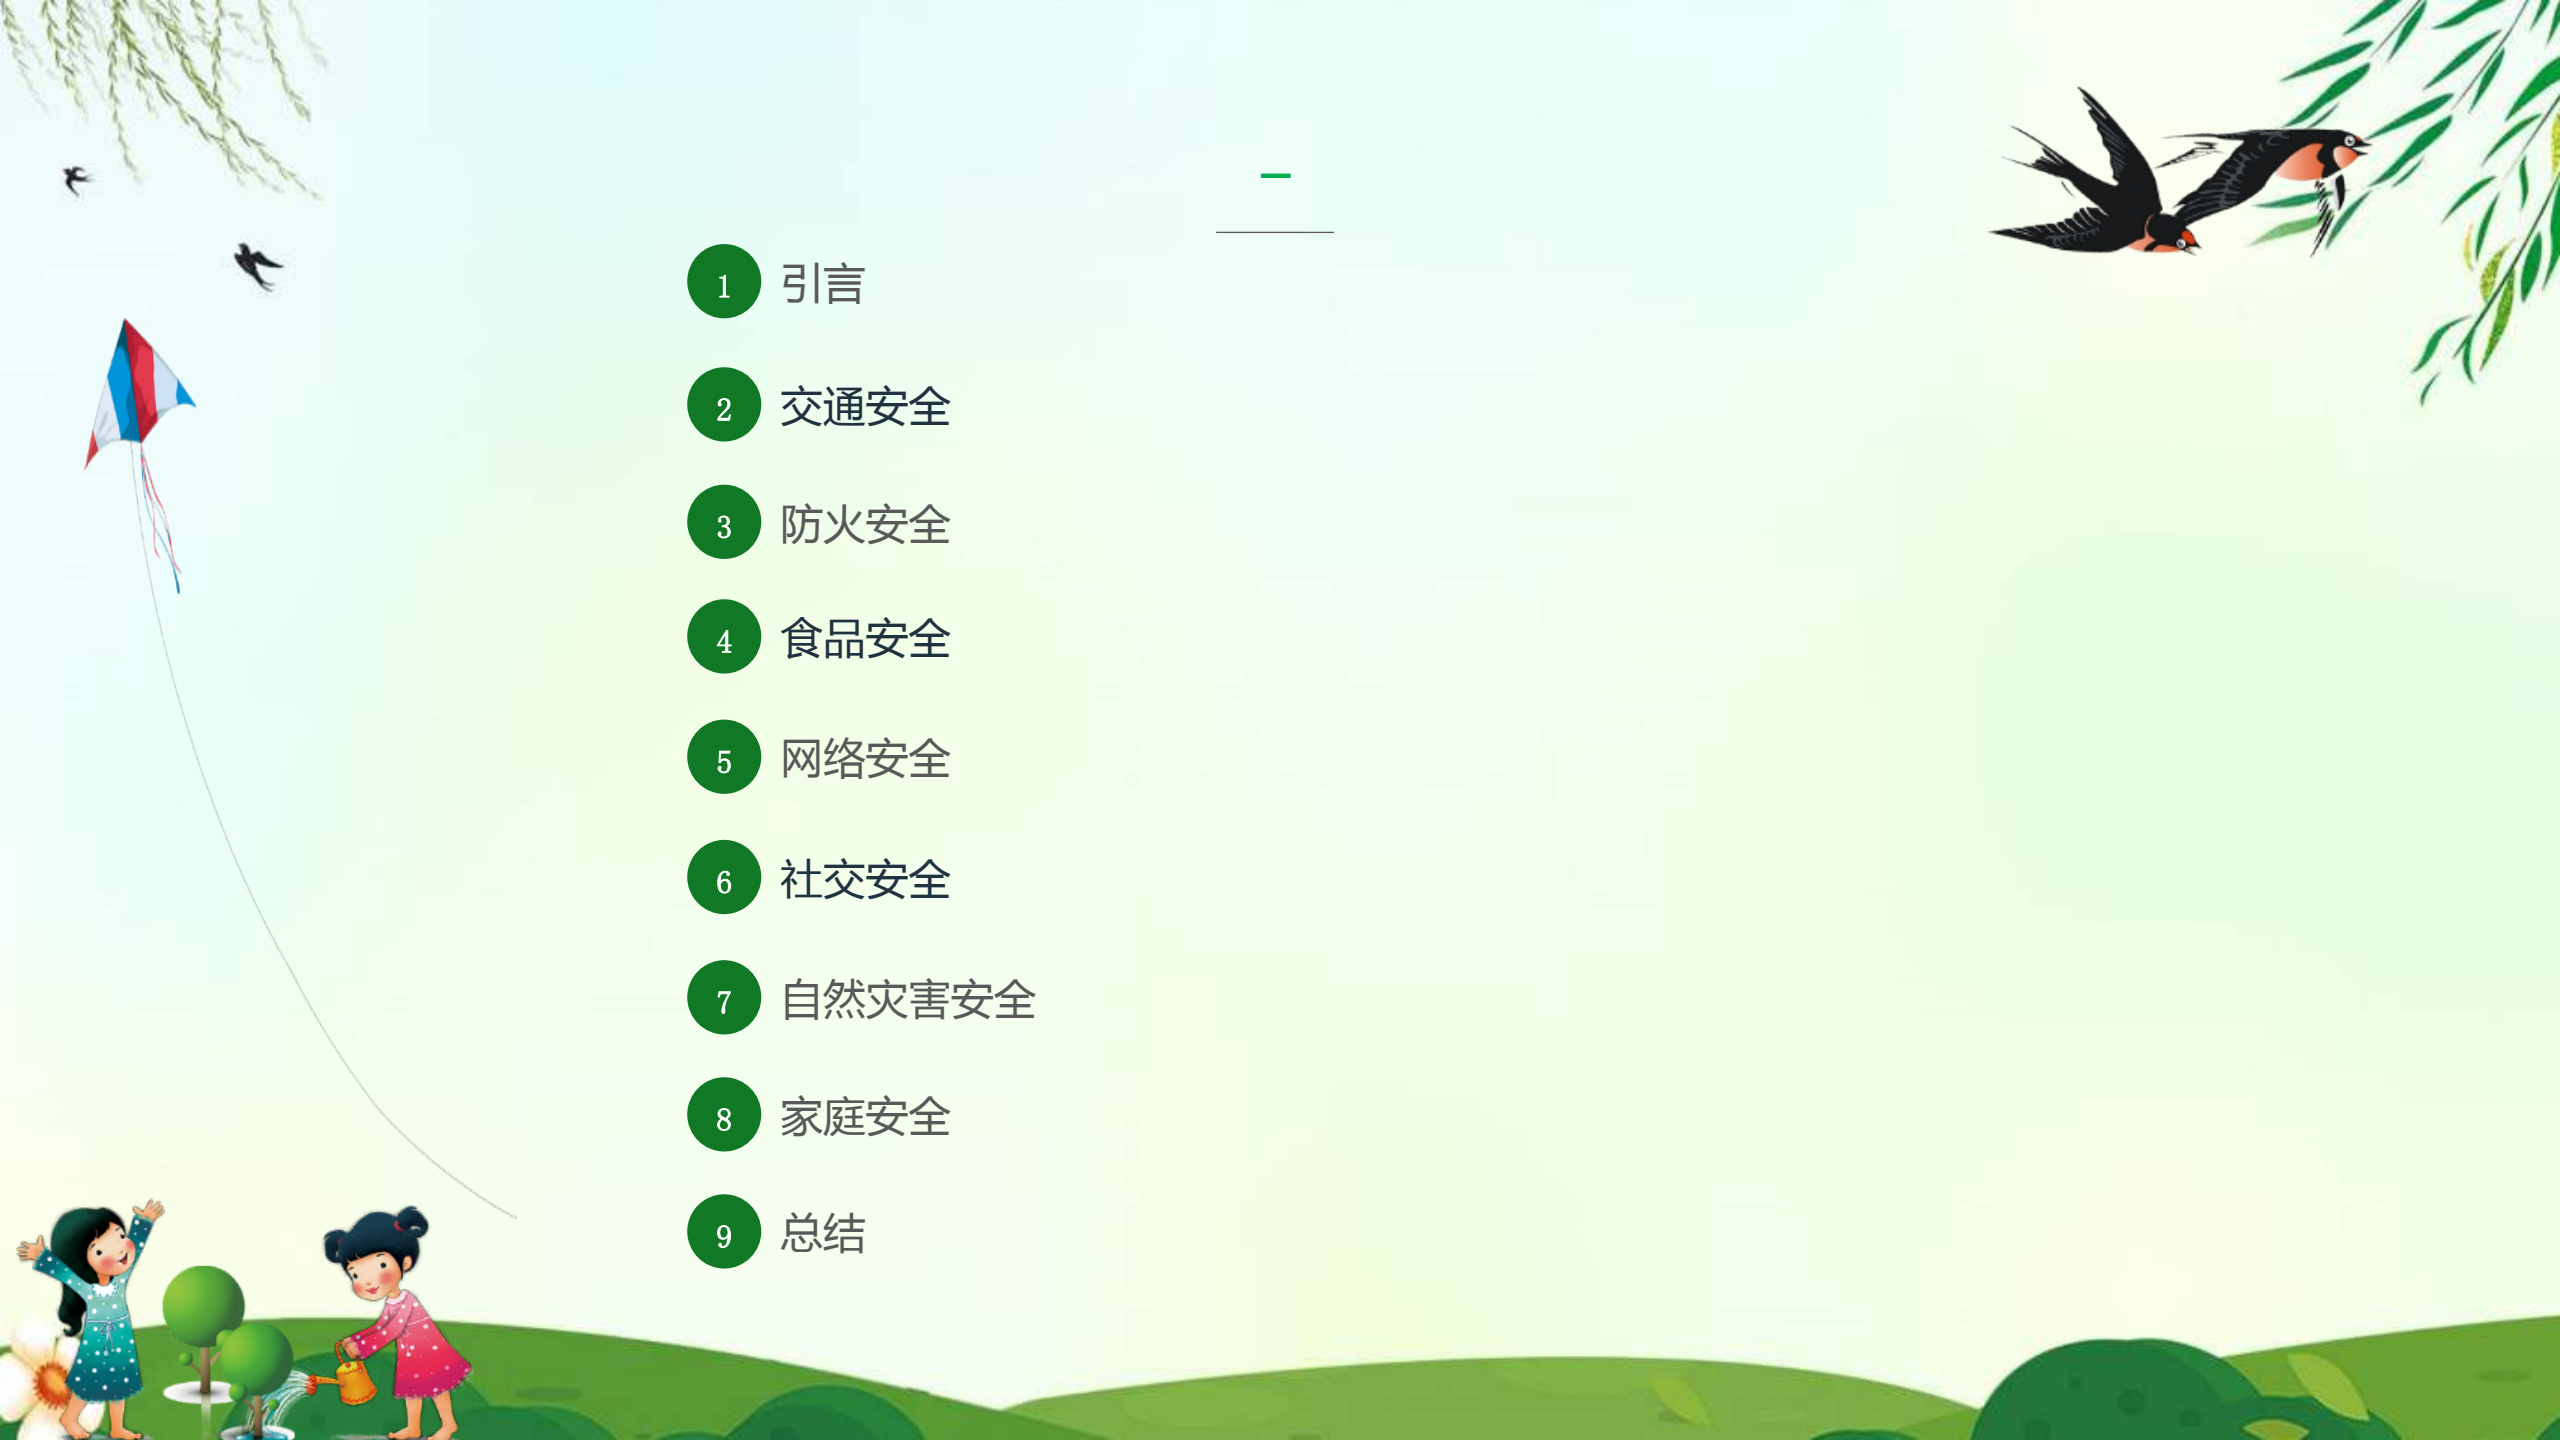 1 引言
2 交通安全
3 防火安全
4 食品安全
5 网络安全
6 社交安全
7 自然灾害安全
8 家庭安全
9 总结